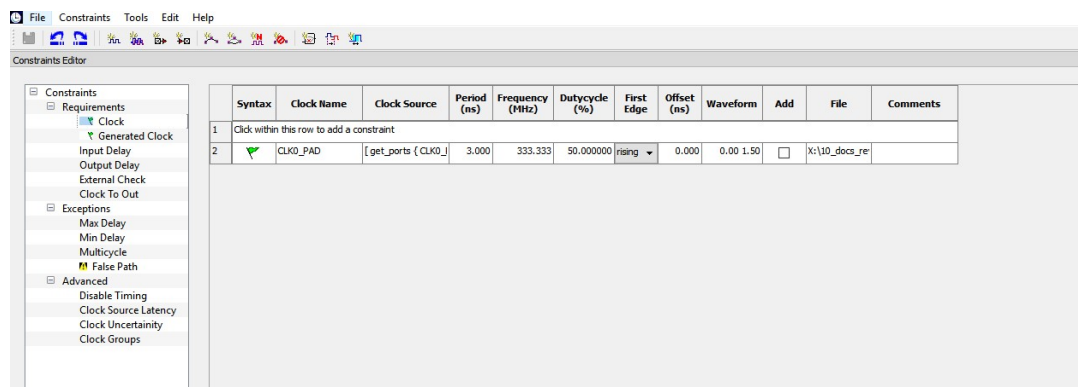 File Constraints Tools Edit Help
Constraints Editor
Constraints
Requirements
Clock
Generated Clock
Input Delay
Output Delay
External Check
Clock To Out
Exceptions
Max Delay
Min Delay
Multicycle
False Path
Advanced
Disable Timing
Clock Source Latency
Clock Uncertainity
Clock Groups
Syntax Clock Name Clock Source Period (ns) Frequency (MHz) Dutycycle (%) First Edge Offset (ns) Waveform Add File Comments
1 Click within this row to add a constraint
2 CLK0_PAD [ get_ports { CLK0_ 3.000 333.333 50.000000 rising 0.000 0.00 1.50 X:\10_docs_re